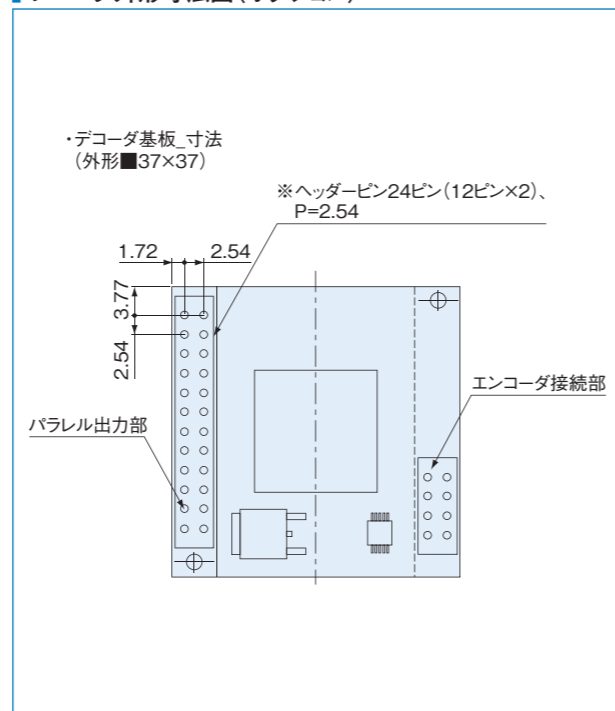 ・デコーダ基板_寸法
（外形■37×37）
※ヘッダーピン24ピン（12ピン×2）、
P=2.54
1.72
2.54
3.77
2.54
エンコーダ接続部
パラレル出力部